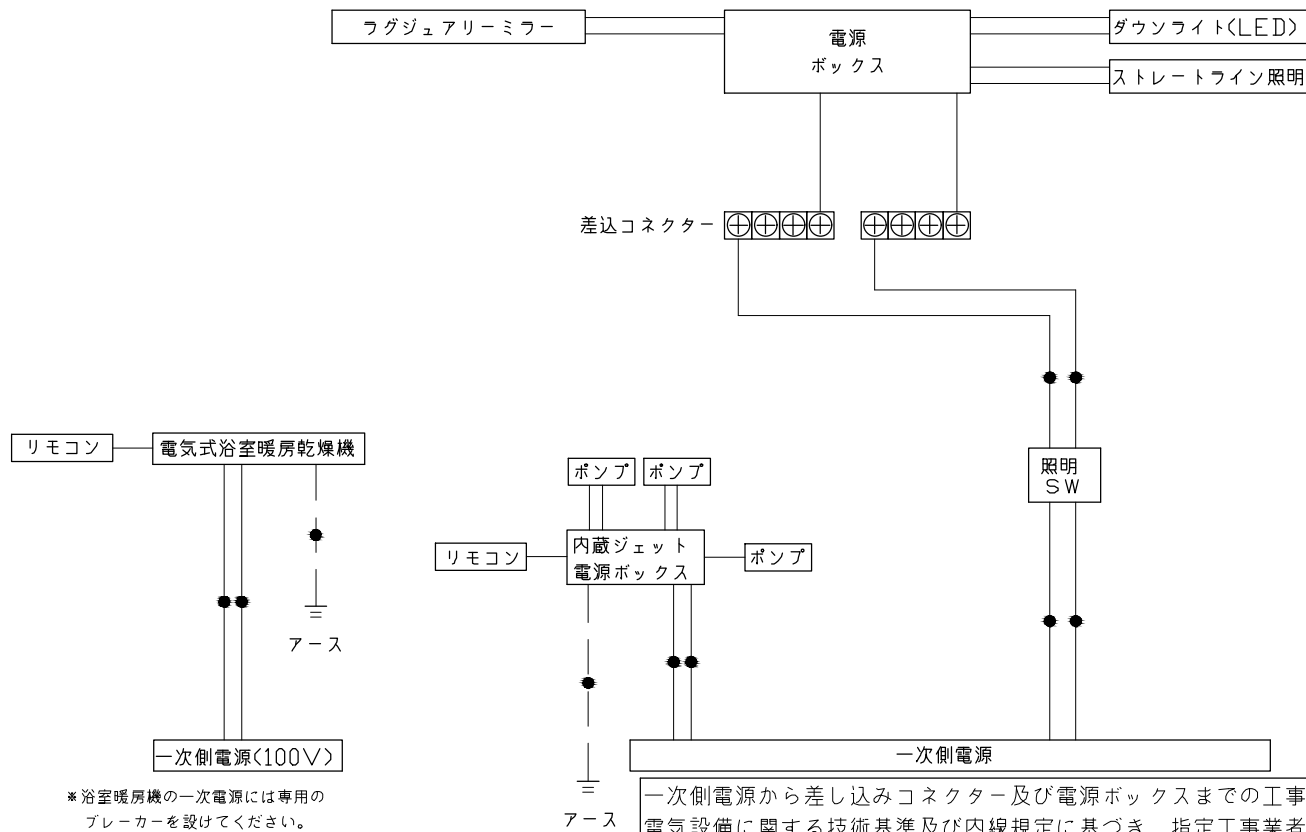 ラグジュアリーミラー
電源
ボックス
ダウンライト(LED)
ストレートライン照明
差込コネクター
リモコン
電気式浴室暖房乾燥機
照明
SW
ポンプ
ポンプ
リモコン
内蔵ジェット
電源ボックス
ポンプ
アース
一次側電源(100V)
一次側電源
※浴室暖房機の一次電源には専用の
ブレーカーを設けてください。
アース
一次側電源から差し込みコネクター及び電源ボックスまでの工事
電気設備に関する技術基準及び内線規定に基づき、指定工事業者